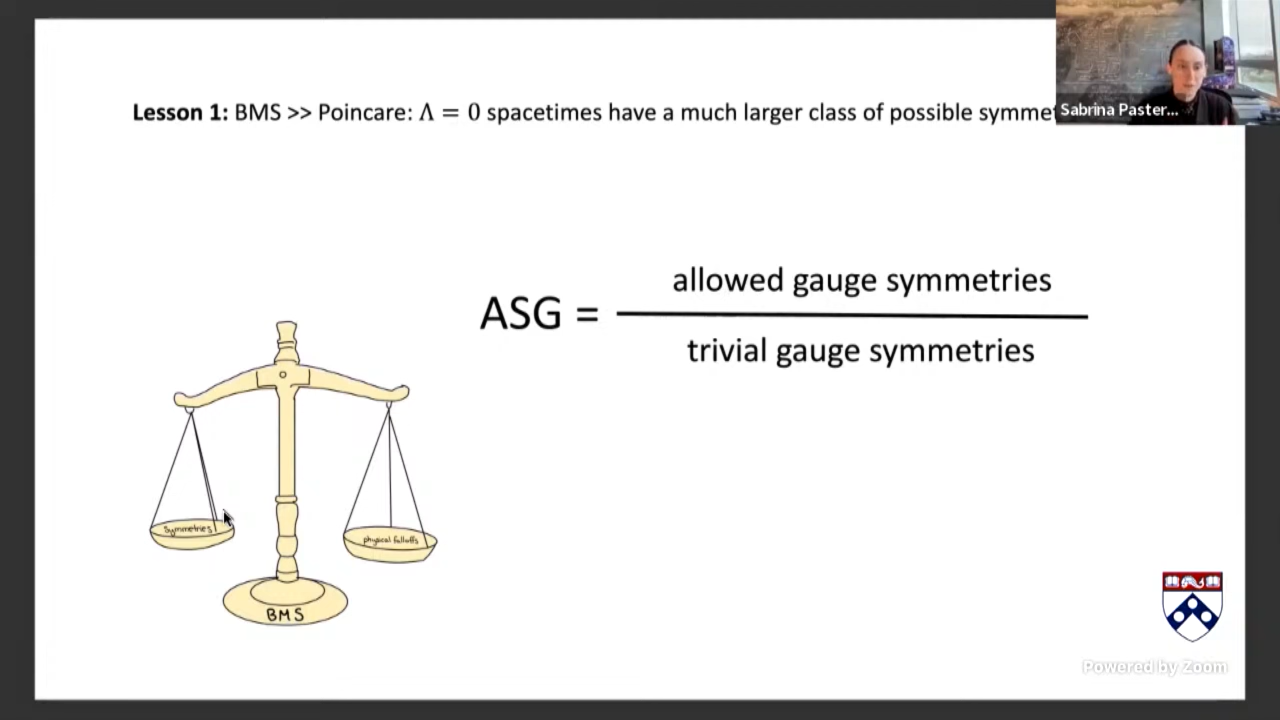 Lesson 1: BMS >> Poincare: Λ = 0 spacetimes have a much larger class of possible symmet
Sabrina Paster...
ASG =
allowed gauge symmetries
trivial gauge symmetries
symmetries
physical falloffs
BMS
Powered by Zoom